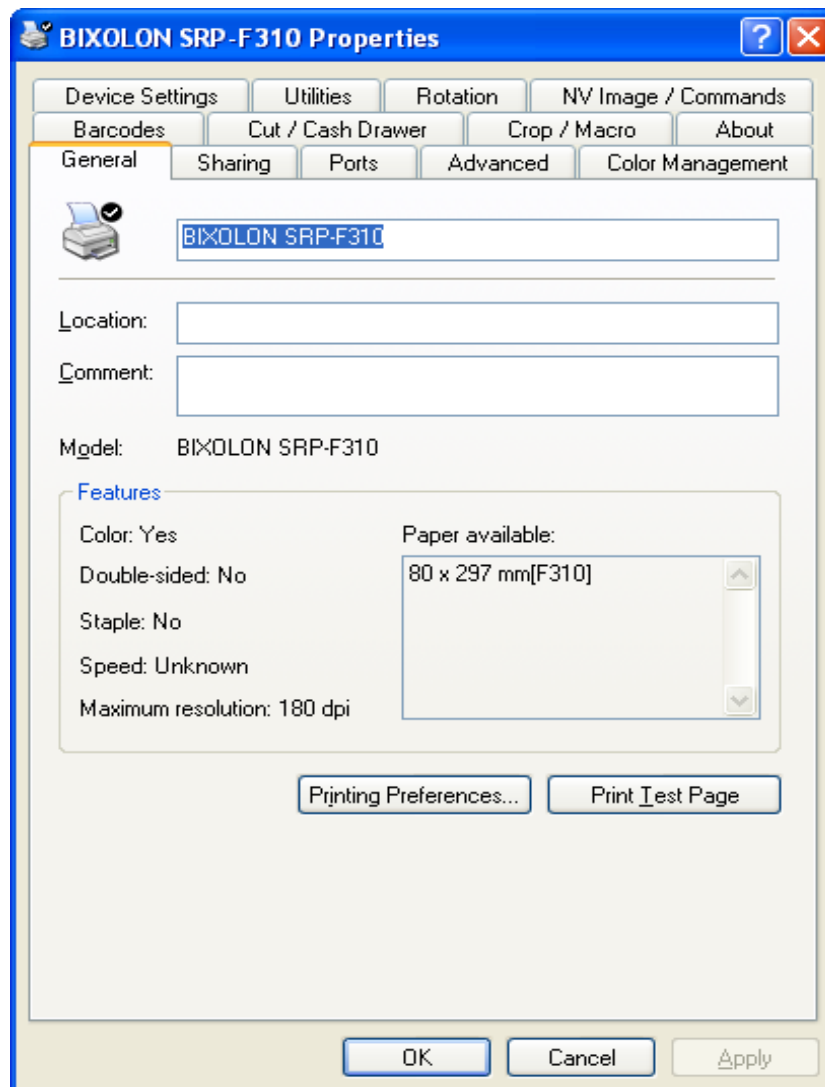 BIXOLON SRP-F310 Properties
Device Settings Utilities Rotation NV Image / Commands
Barcodes Cut / Cash Drawer Crop / Macro About
General Sharing Ports Advanced Color Management
BIXOLON SRP-F310
Location:
Comment:
Model: BIXOLON SRP-F310
Features
Color: Yes Paper available:
Double-sided: No 80 x 297 mm[F310]
Staple: No
Speed: Unknown
Maximum resolution: 180 dpi
Printing Preferences... Print Test Page
OK Cancel Apply